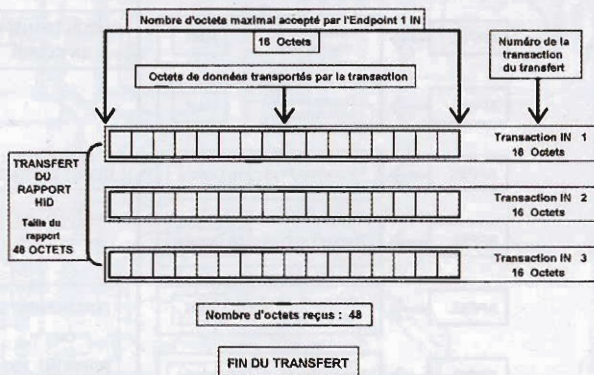 Nombre d'octets maximal accepté par l'Endpoint 1 IN
16 Octets
Octets de données transportés par la transaction
Numéro de la
transaction
du transfert
TRANSFERT
DU
RAPPORT
HID
Taille du
rapport
48 OCTETS
Transaction IN 1
16 Octets
Transaction IN 2
16 Octets
Transaction IN 3
16 Octets
Nombre d'octets reçus : 48
FIN DU TRANSFERT